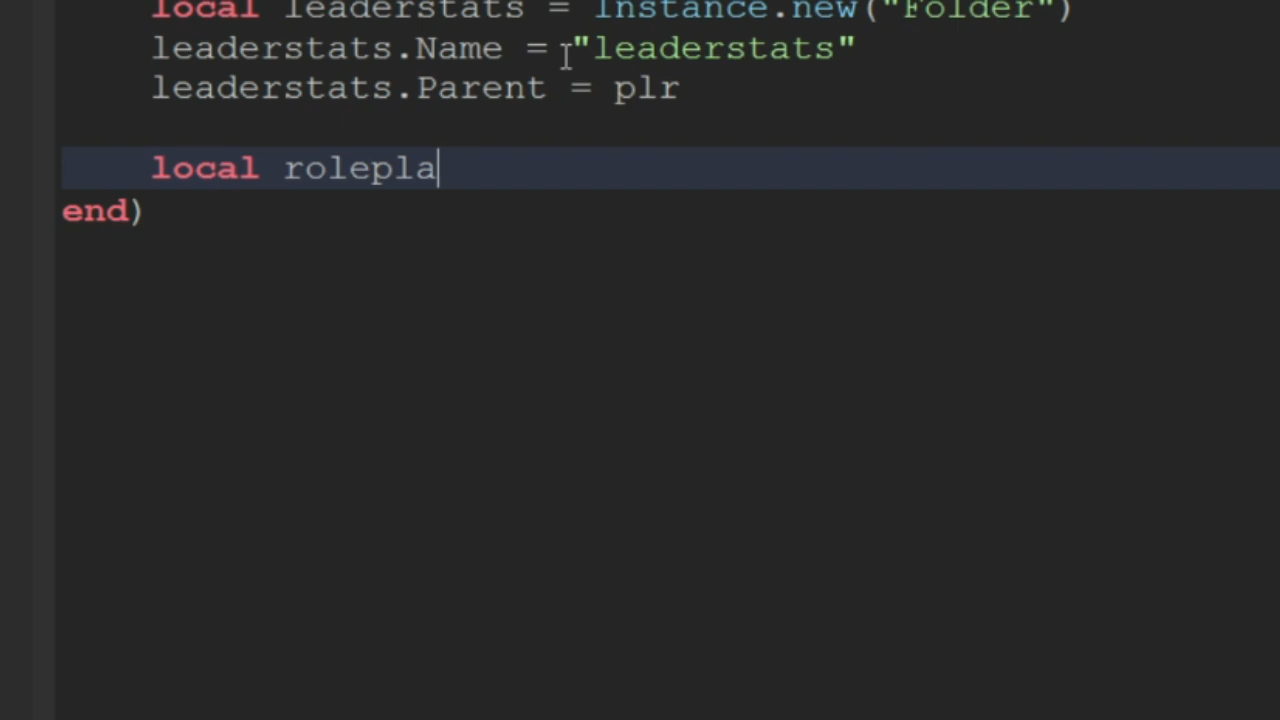 local leaderstats = Instance.new("Folder")
leaderstats.Name = "leaderstats"
leaderstats.Parent = plr
local rolepla
end)